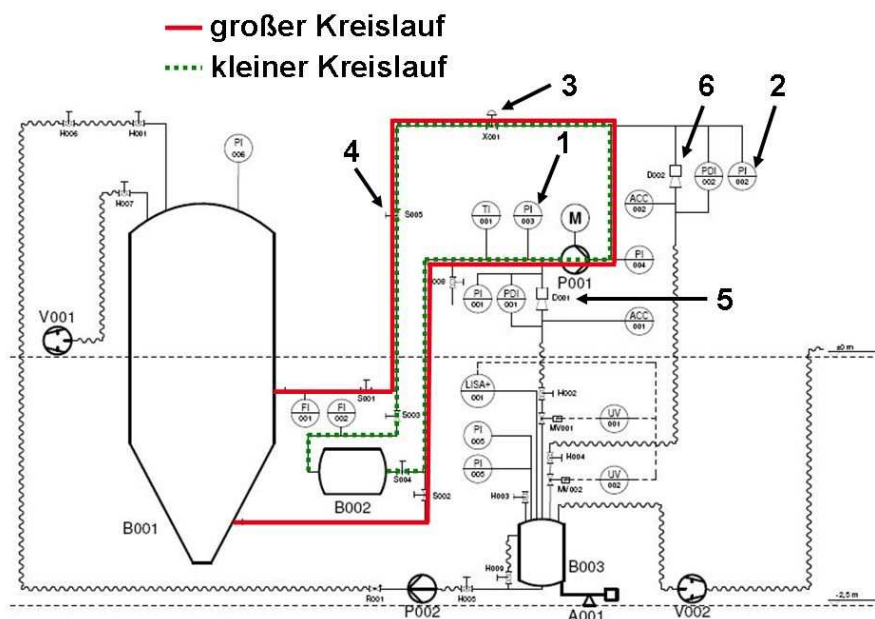 großer Kreislauf
kleiner Kreislauf
3
6
2
H006
H001
X001
1
PI
006
4
D002
PDI
002
PI
002
H007
ACC
002
S005
TI
001
PI
003
M
PI
004
P001
008
PI
001
PDI
001
D001
5
V001
ACC
001
±0 m
S001
LISA+
001
H002
FI
001
FI
002
S003
MV001
UV
001
PI
005
H004
PI
005
S004
MV002
UV
002
B002
S002
H003
B001
B003
H009
R001
P002
H005
A001
V002
-2,5 m